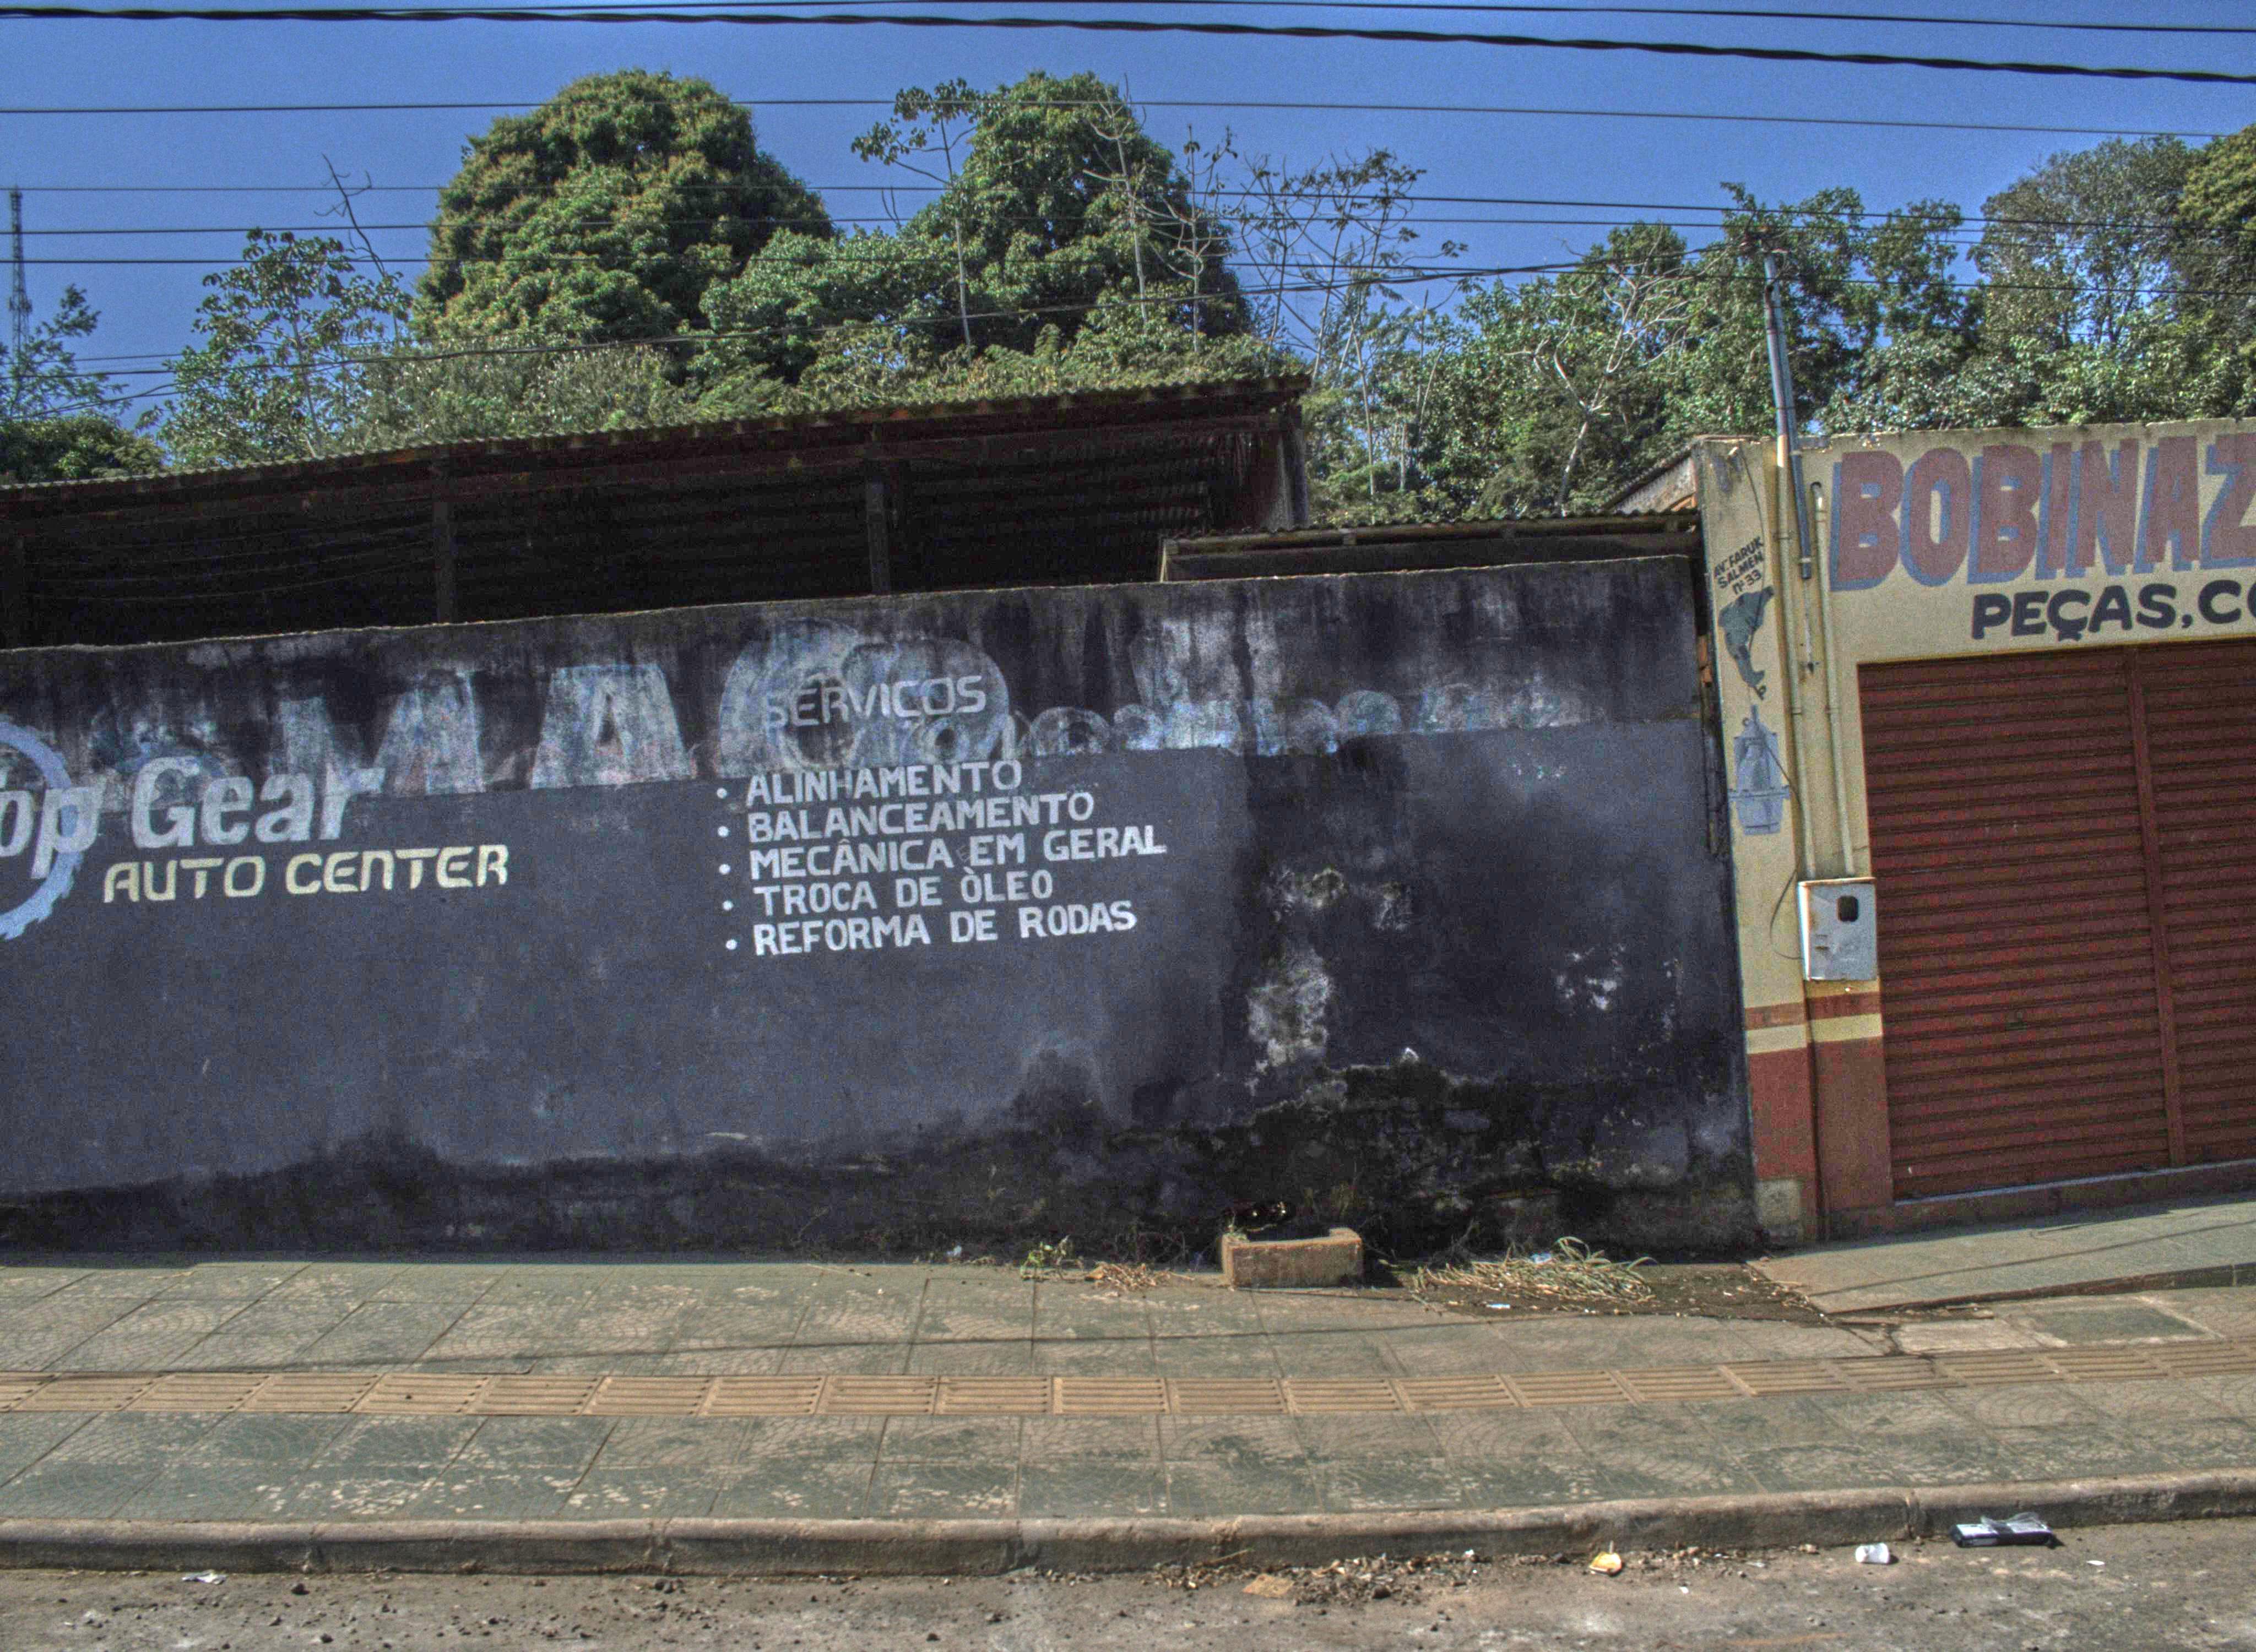 op Gear
AUTO CENTER
SERVIÇOS
• ALINHAMENTO
• BALANCEAMENTO
• MECÂNICA EM GERAL
• TROCA DE ÒLEO
• REFORMA DE RODAS
AV: FARUK
SALMEN
nº 33
BOBINAZ
PEÇAS, CO